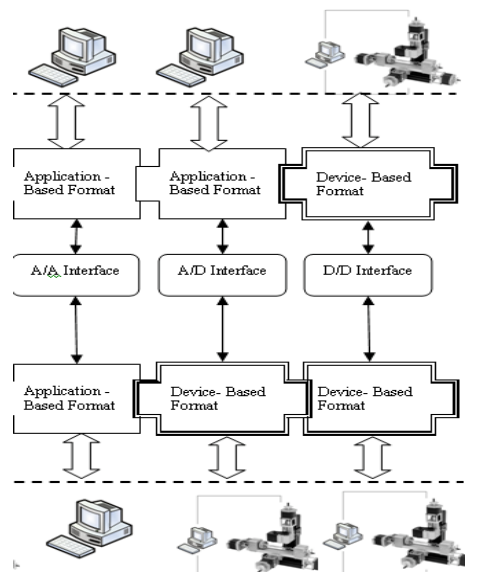 Application -
Based Format
Application -
Based Format
Device- Based
Format
A/A Interface
A/D Interface
D/D Interface
Application -
Based Format
Device- Based
Format
Device- Based
Format